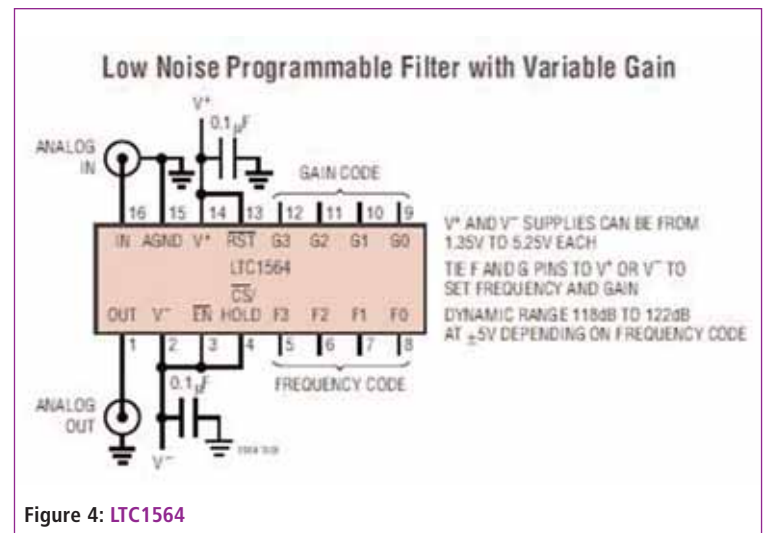 Low Noise Programmable Filter with Variable Gain
V+
0.1µF
ANALOG
IN
GAIN CODE
16 15 14 13 12 11 10 9
IN AGND V+ RST G3 G2 G1 G0
LTC1564
CS/
OUT V− EN HOLD F3 F2 F1 F0
1 2 3 4 5 6 7 8
0.1µF
FREQUENCY CODE
ANALOG
OUT
V−
V+ AND V− SUPPLIES CAN BE FROM
1.35V TO 5.25V EACH
TIE F AND G PINS TO V+ OR V− TO
SET FREQUENCY AND GAIN
DYNAMIC RANGE 118dB TO 122dB
AT ±5V DEPENDING ON FREQUENCY CODE
Figure 4: LTC1564